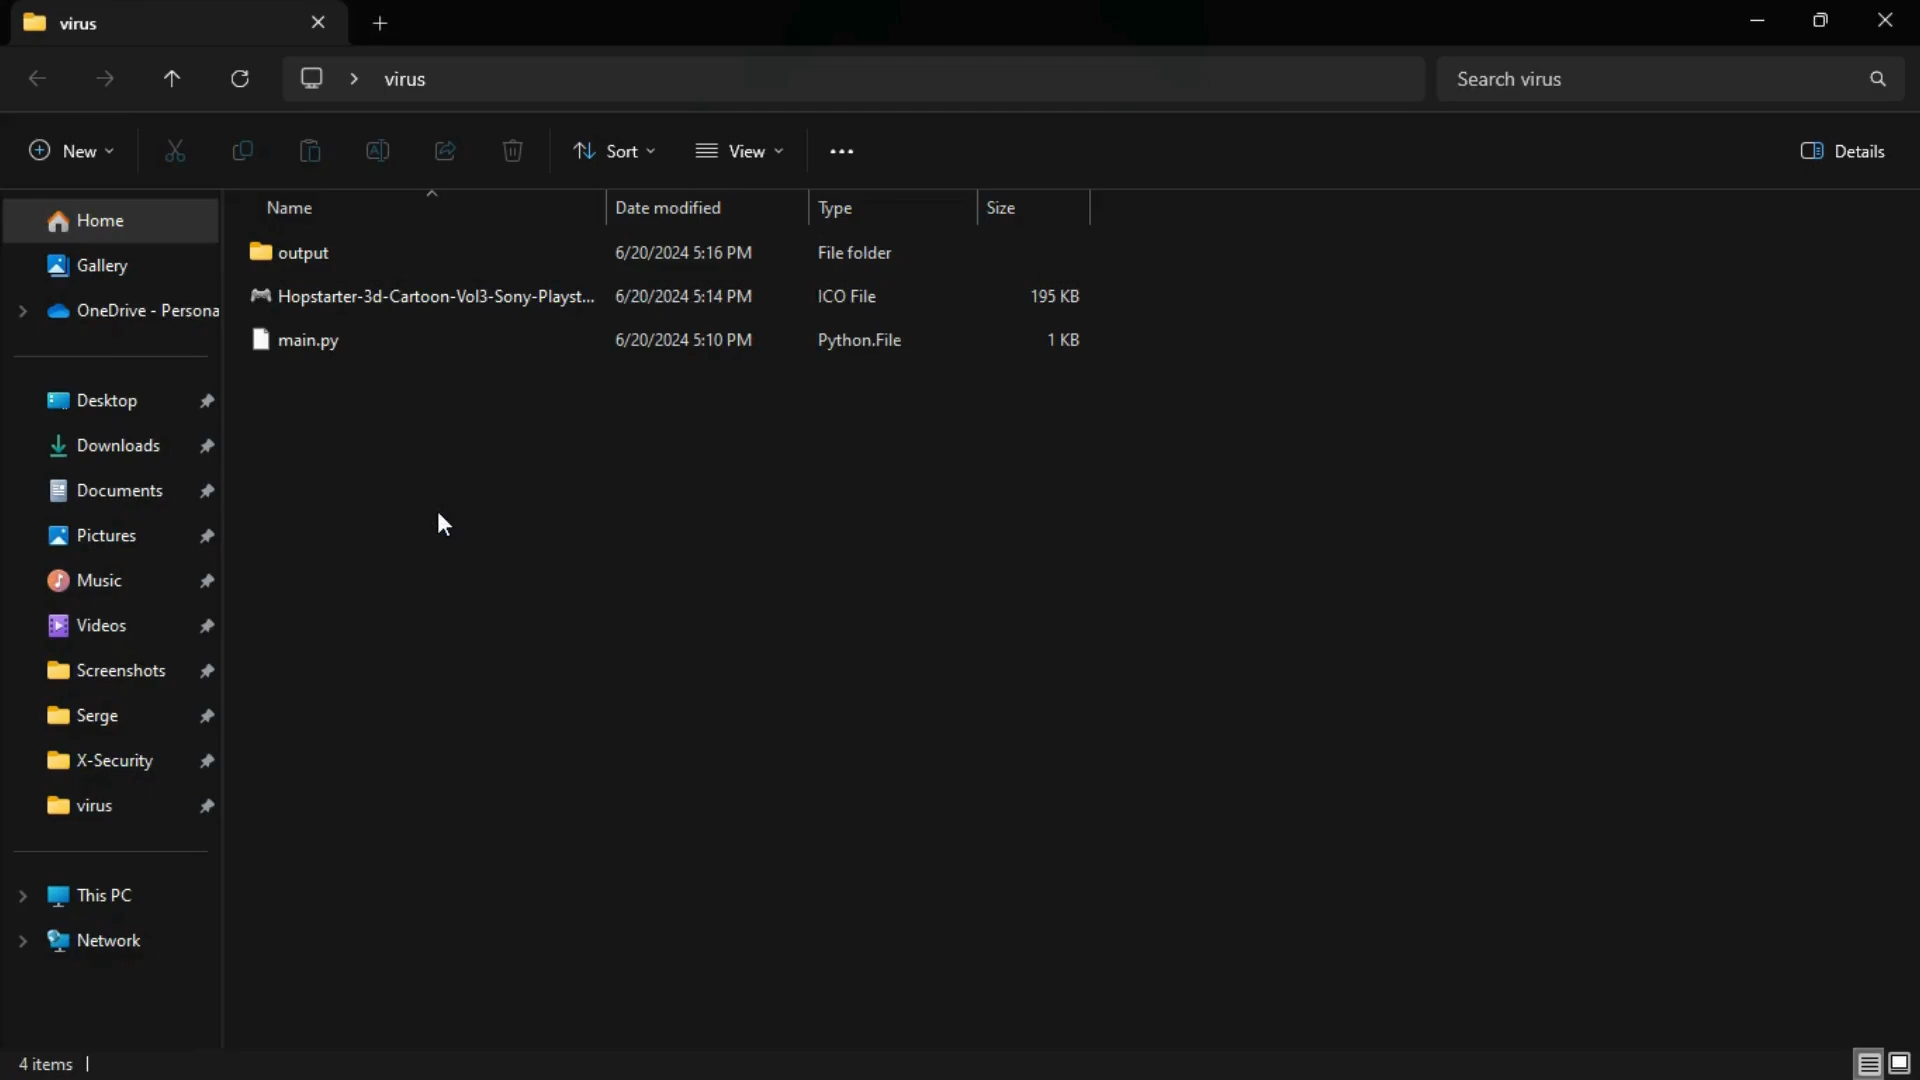 virus
virus
Search virus
New
Sort
View
Details
Name
Date modified
Type
Size
output
6/20/2024 5:16 PM
File folder
Hopstarter-3d-Cartoon-Vol3-Sony-Playst...
6/20/2024 5:14 PM
ICO File
195 KB
main.py
6/20/2024 5:10 PM
Python.File
1 KB
Home
Gallery
OneDrive - Persona
Desktop
Downloads
Documents
Pictures
Music
Videos
Screenshots
Serge
X-Security
virus
This PC
Network
4 items